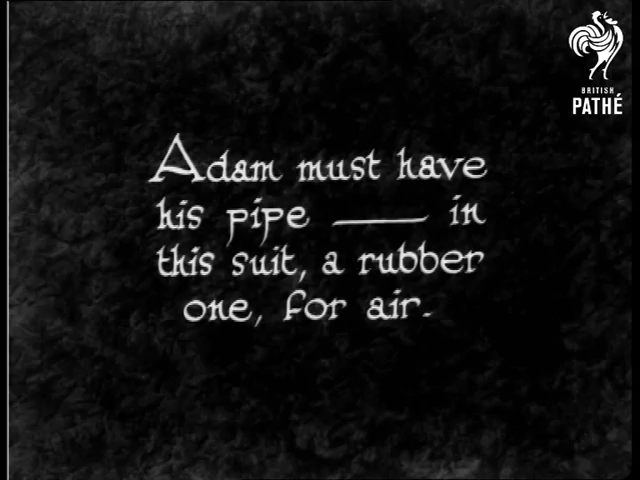 BRITISH
PATHÉ
Adam must have
his pipe — in
this suit, a rubber
one, for air.